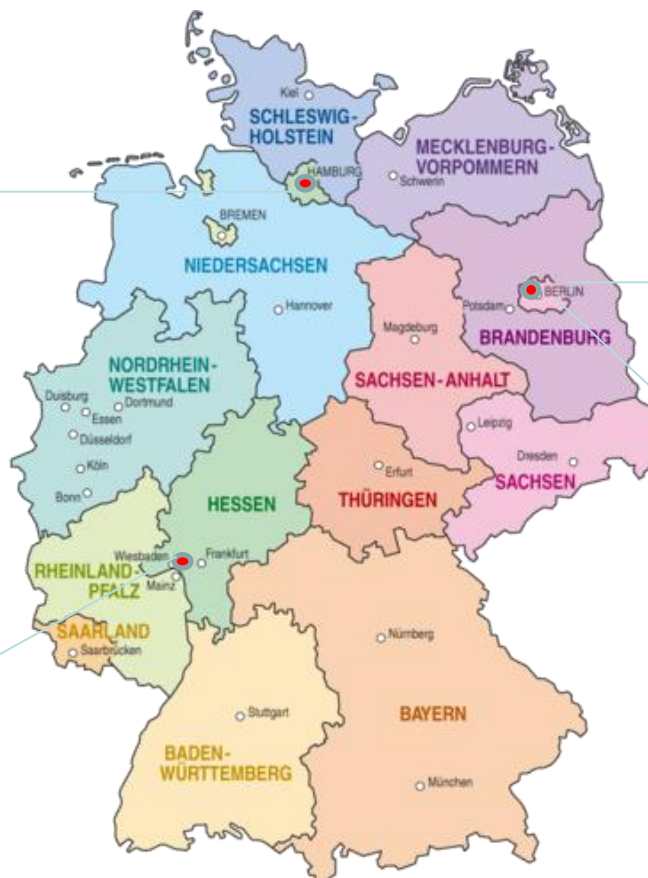 Kiel
SCHLESWIG-
HOLSTEIN
MECKLENBURG-
VORPOMMERN
HAMBURG
Schwerin
BREMEN
NIEDERSACHSEN
BERLIN
Hannover
Potsdam
Magdeburg
BRANDENBURG
NORDRHEIN-
WESTFALEN
SACHSEN-ANHALT
Duisburg
Dortmund
Essen
Düsseldorf
Leipzig
Köln
Dresden
Erfurt
SACHSEN
Bonn
HESSEN
THÜRINGEN
Wiesbaden
Frankfurt
RHEINLAND-
PFALZ
Mainz
SAARLAND
Saarbrücken
Nürnberg
Stuttgart
BAYERN
BADEN-
WÜRTTEMBERG
München